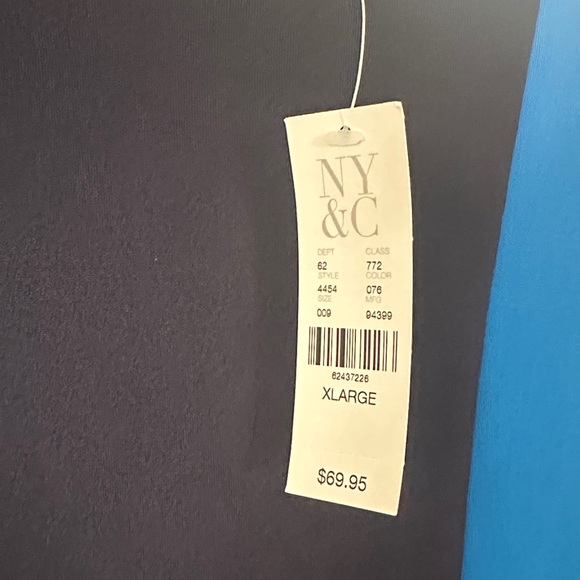 NY
&C
DEPT CLASS
62 772
STYLE COLOR
4454 076
SIZE MFG
009 94399
62437226
XLARGE
$69.95